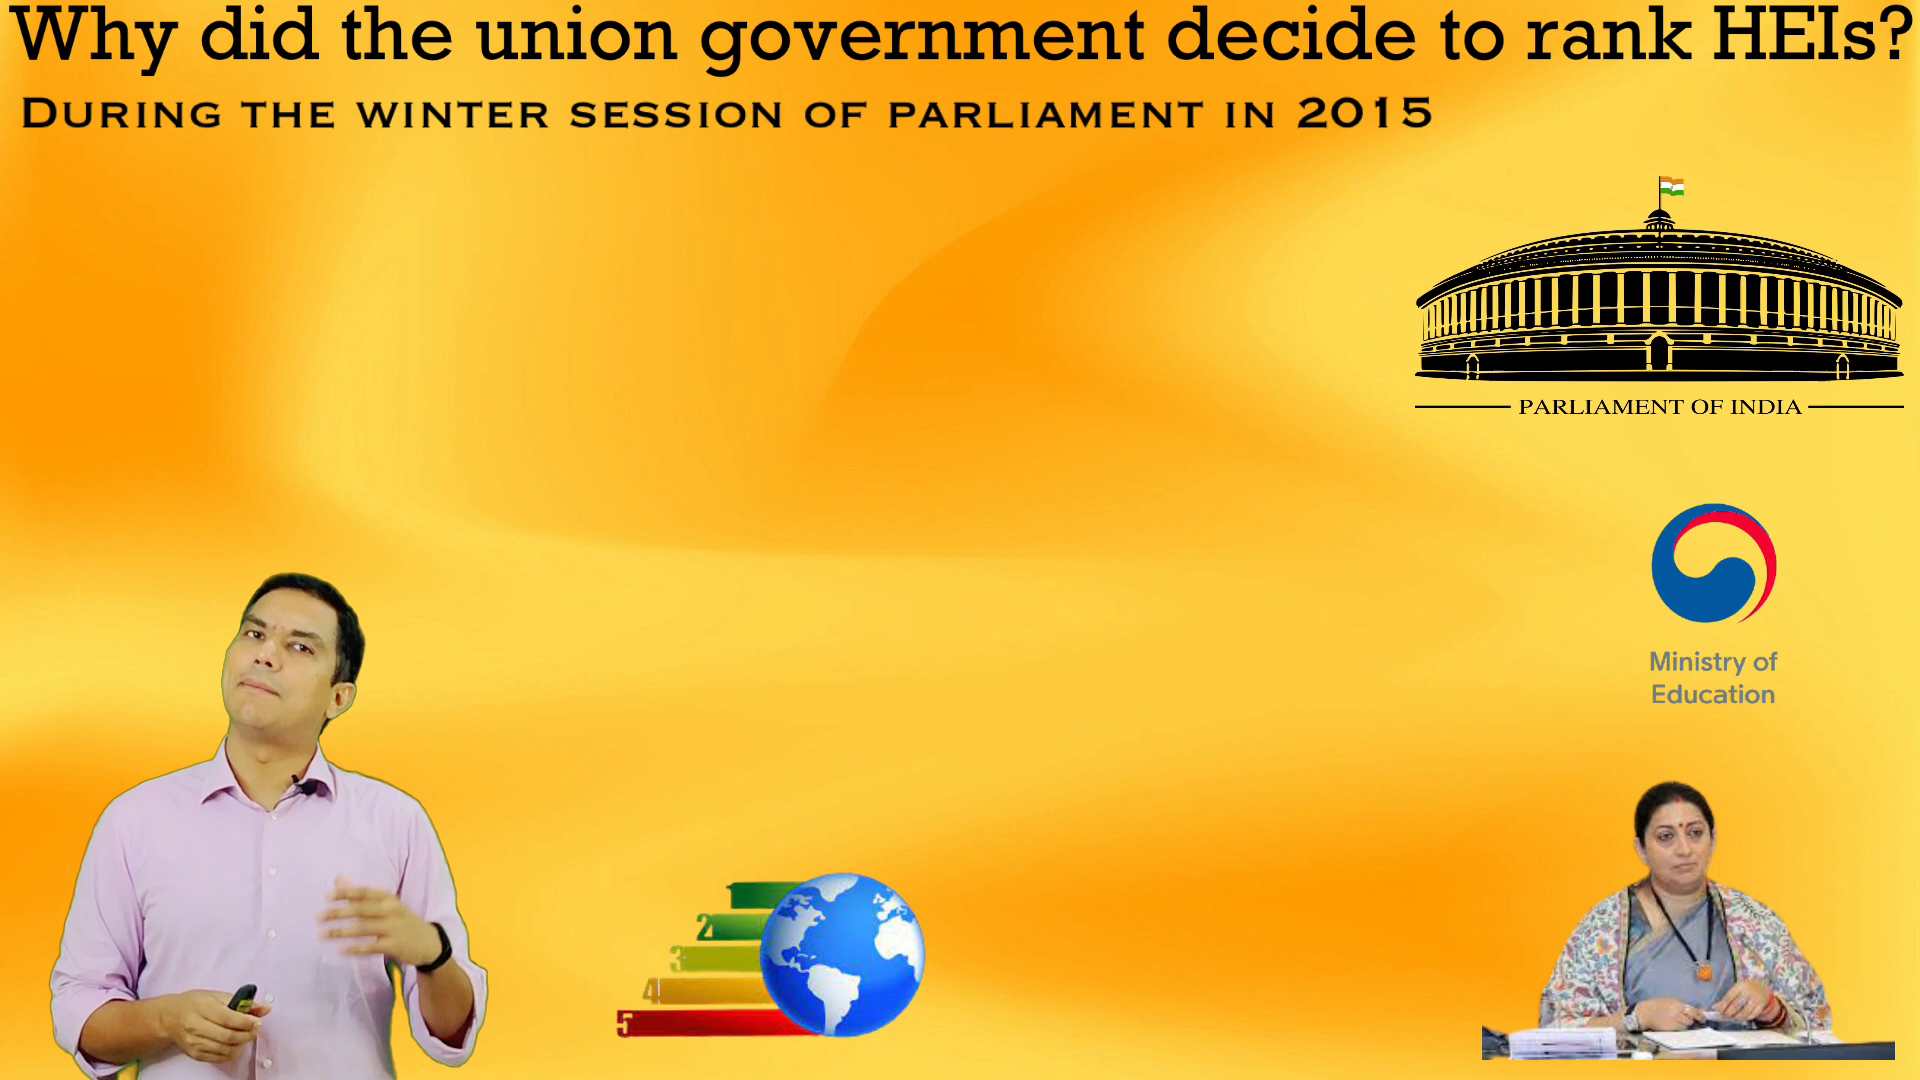 Why did the union government decide to rank HEIs?
DURING THE WINTER SESSION OF PARLIAMENT IN 2015
PARLIAMENT OF INDIA
Ministry of
Education
2
3
4
5